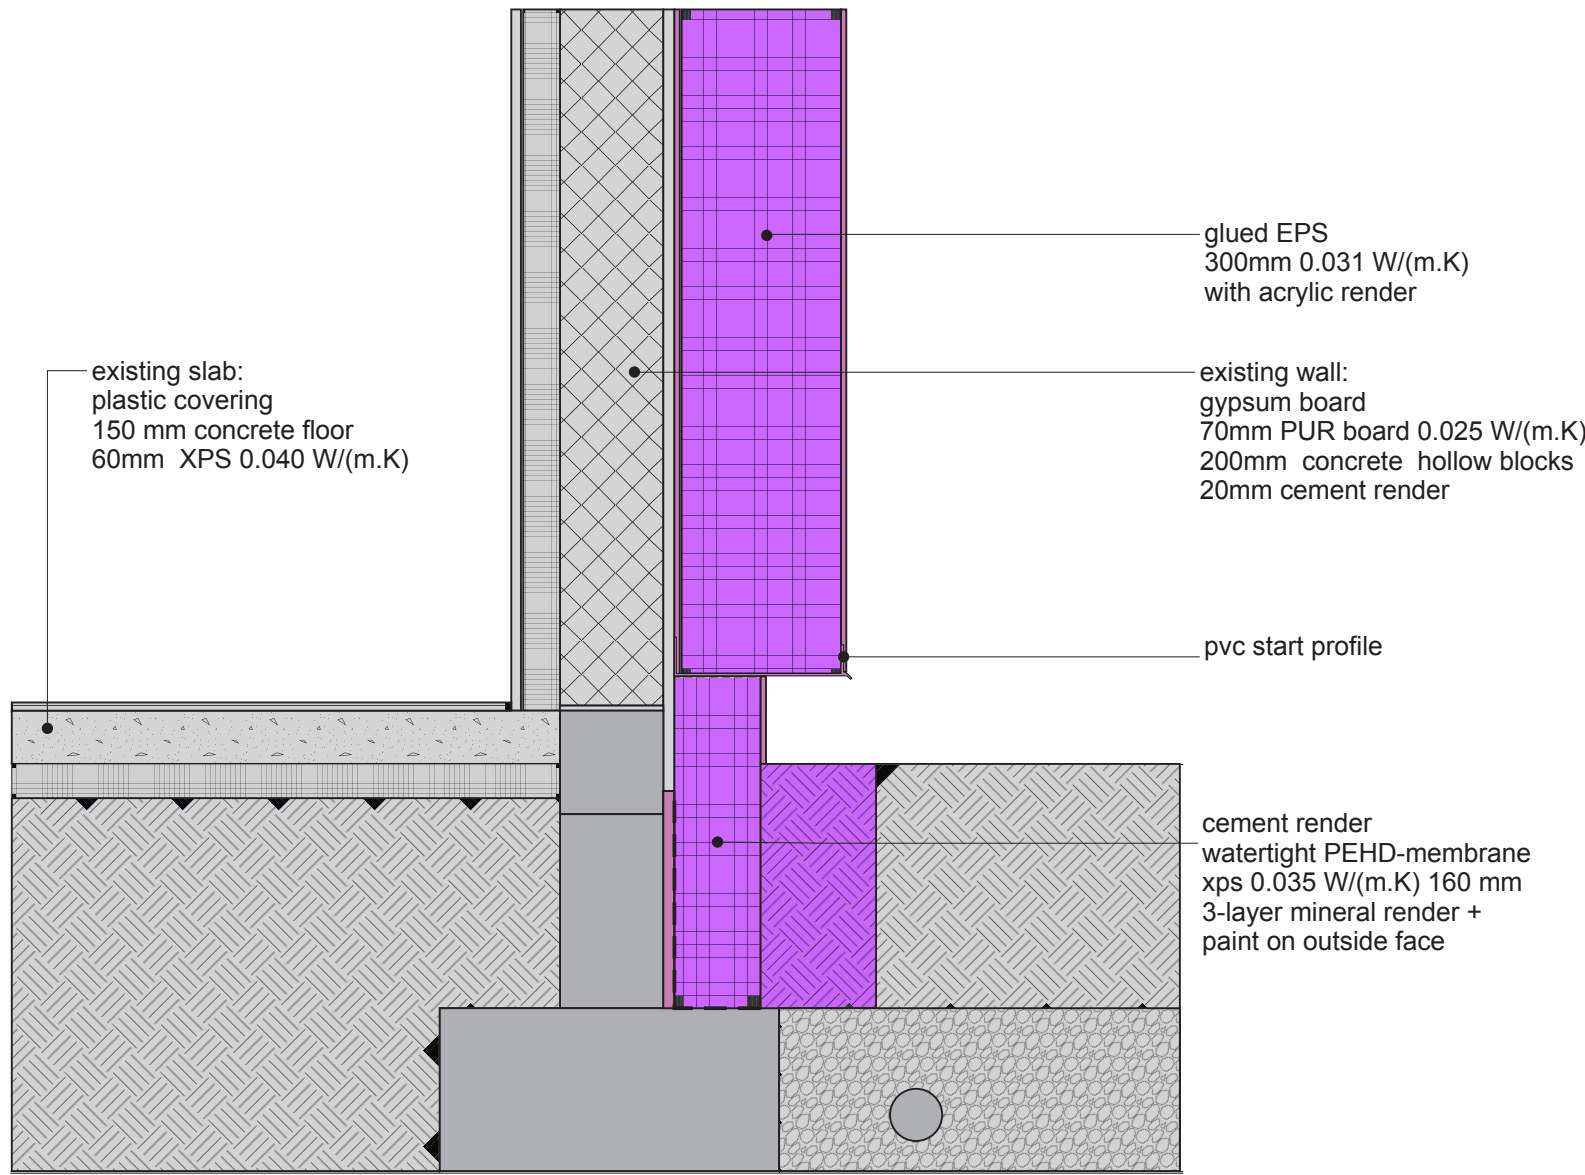 glued EPS
300mm 0.031 W/(m.K)
with acrylic render
existing slab:
plastic covering
150 mm concrete floor
60mm  XPS 0.040 W/(m.K)
existing wall:
gypsum board
70mm PUR board 0.025 W/(m.K)
200mm  concrete  hollow blocks
20mm cement render
pvc start profile
cement render
watertight PEHD-membrane
xps 0.035 W/(m.K) 160 mm
3-layer mineral render +
paint on outside face